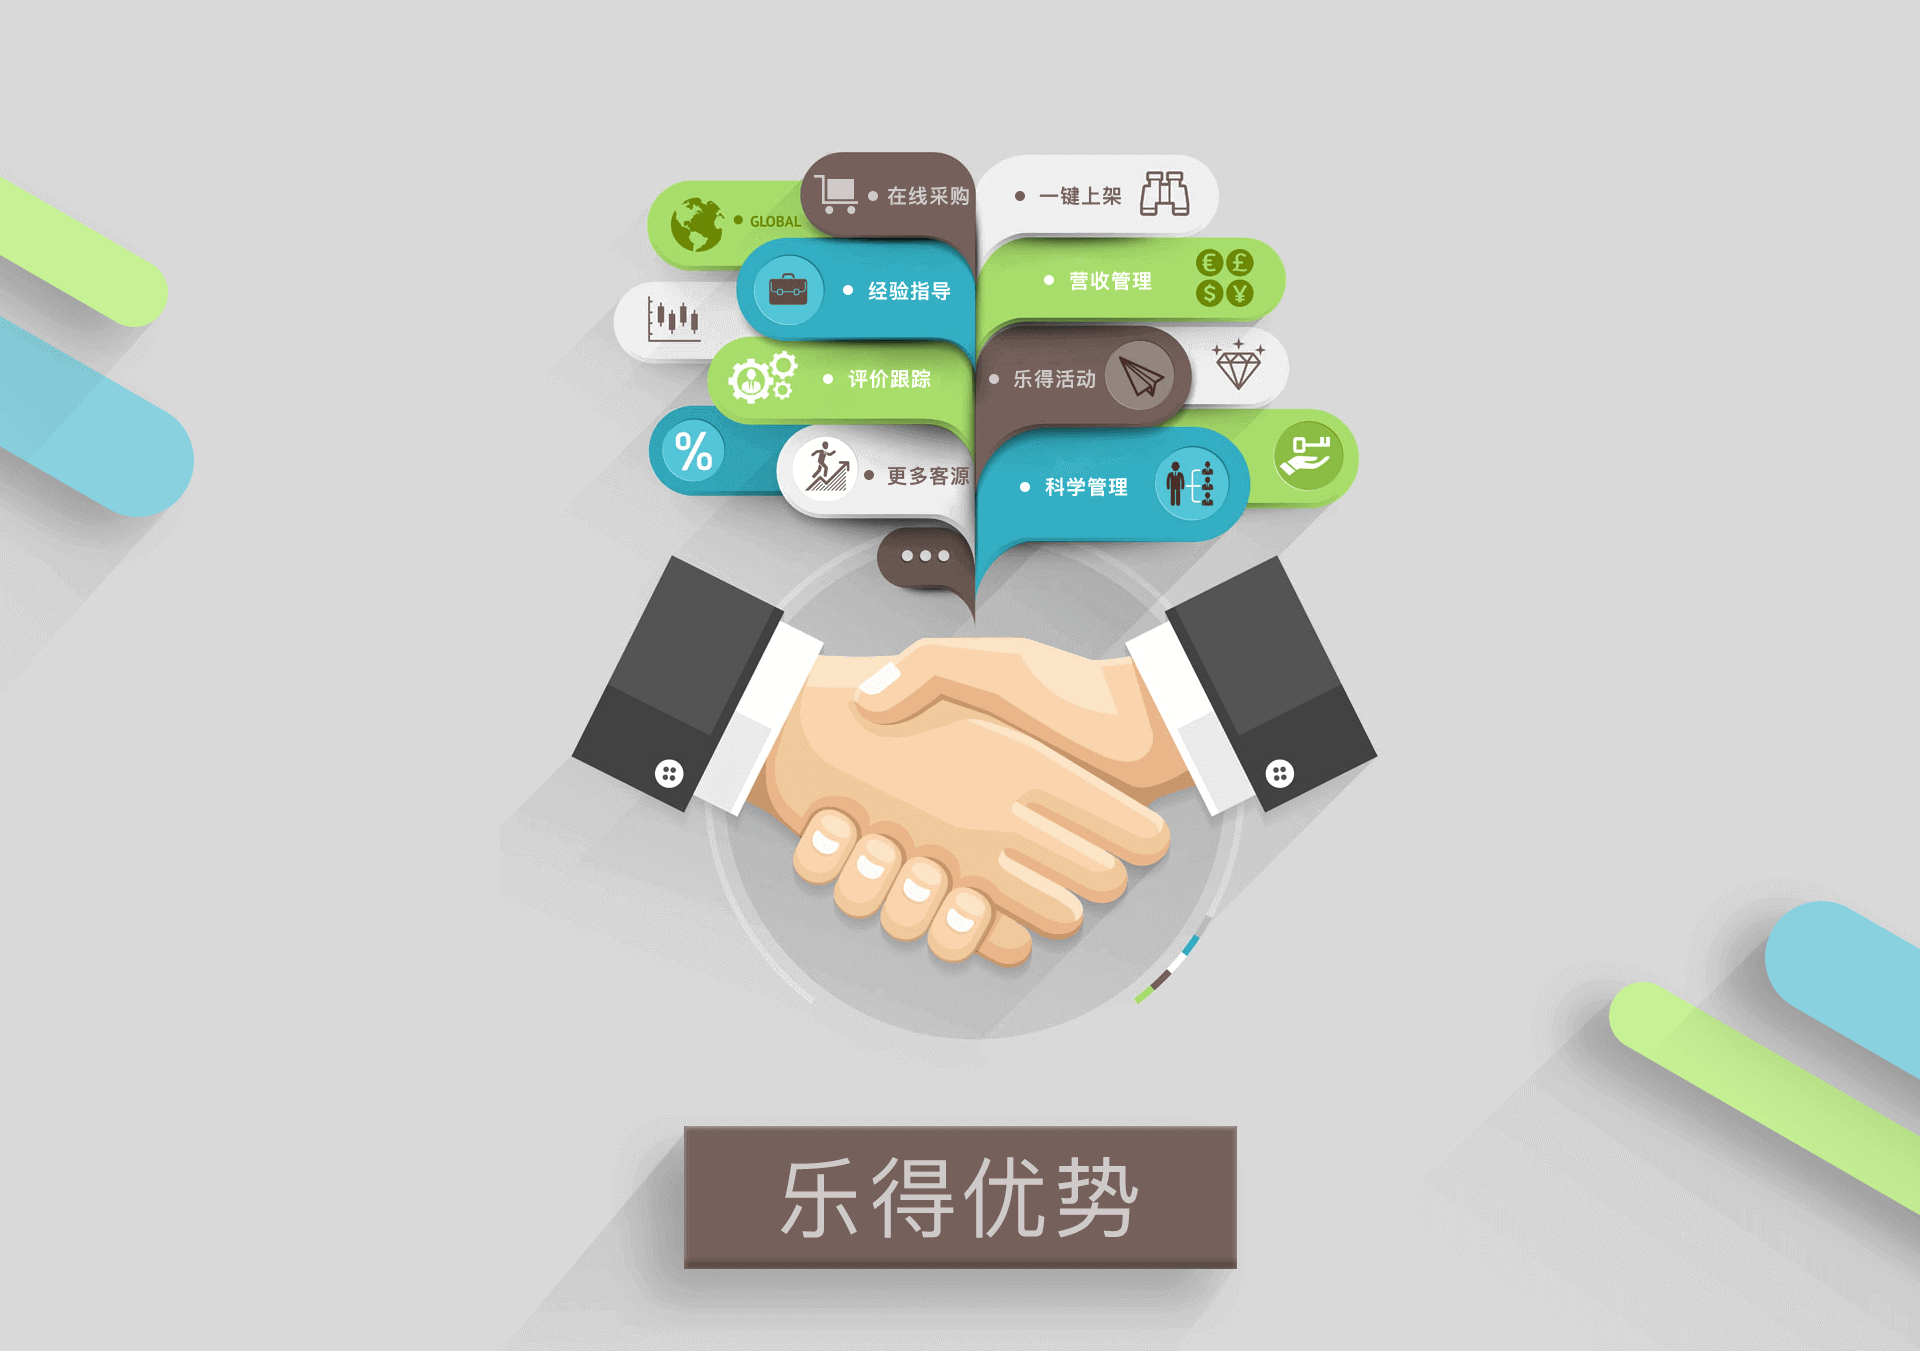 在线采购
一键上架
GLOBAL
经验指导
营收管理
评价跟踪
乐得活动
%
更多客源
科学管理
乐得优势